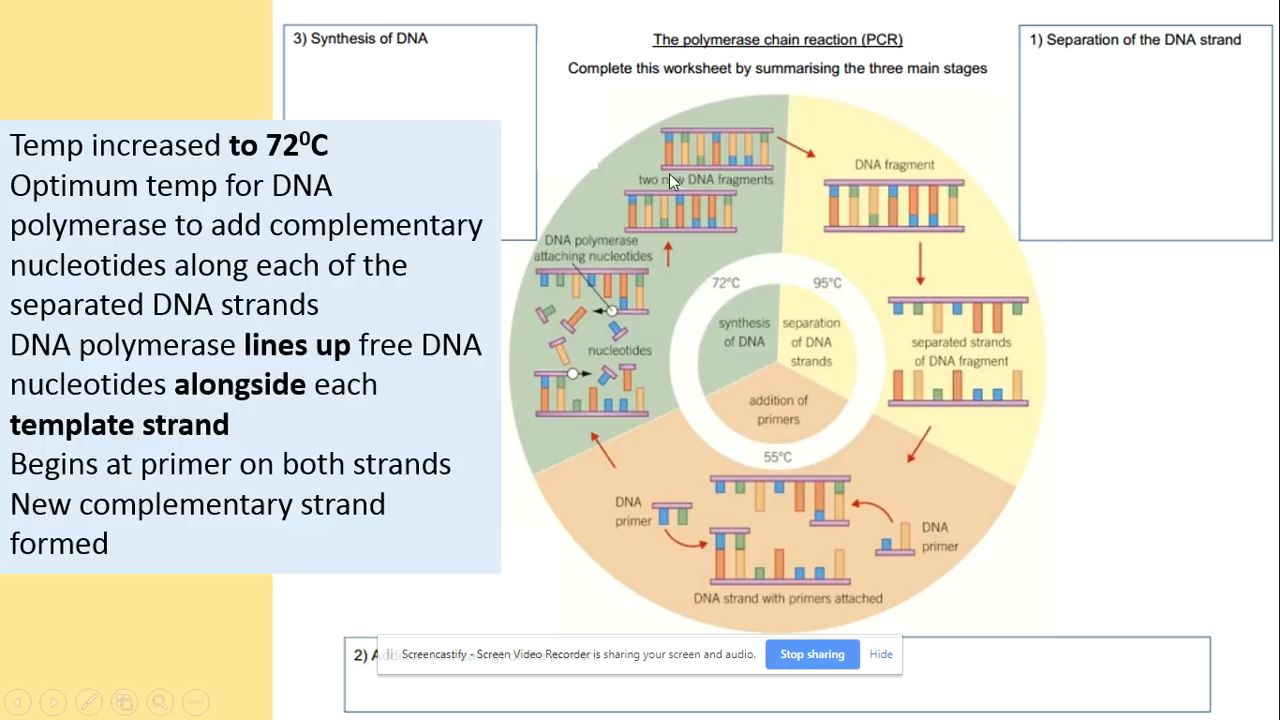 3) Synthesis of DNA
The polymerase chain reaction (PCR)
Complete this worksheet by summarising the three main stages
1) Separation of the DNA strand
Temp increased to 72⁰C
Optimum temp for DNA
polymerase to add complementary
nucleotides along each of the
separated DNA strands
DNA polymerase lines up free DNA
nucleotides alongside each
template strand
Begins at primer on both strands
New complementary strand
formed
two new DNA fragments
DNA polymerase
attaching nucleotides
nucleotides
DNA fragment
separated strands
of DNA fragment
72°C
95°C
synthesis
of DNA
separation
of DNA
strands
addition of
primers
55°C
DNA
primer
DNA
primer
DNA strand with primers attached
2) A
Screencastify - Screen Video Recorder is sharing your screen and audio.
Stop sharing
Hide